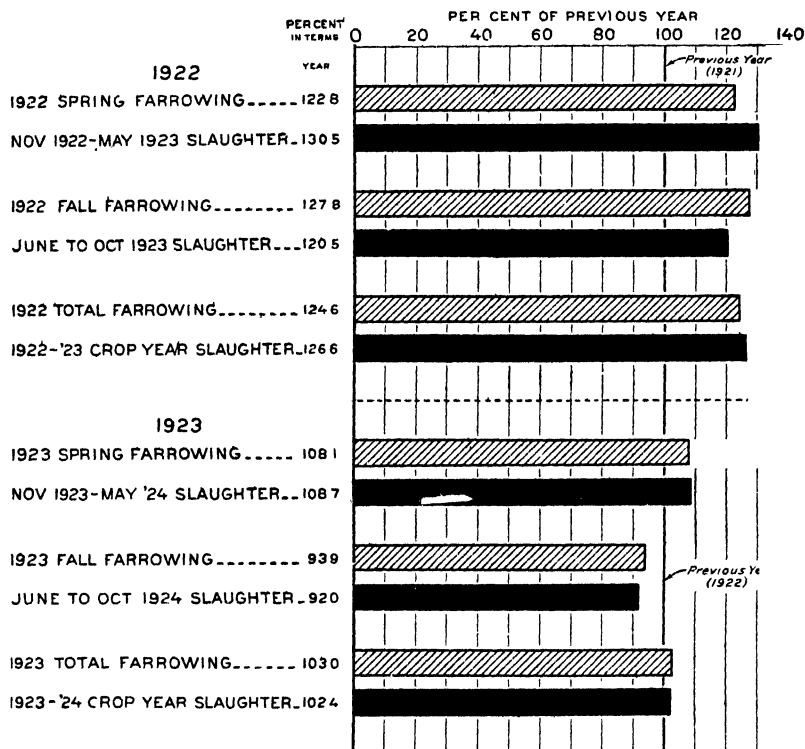 PER CENT OF PREVIOUS YEAR
PER CENT
IN TERMS
YEAR
0 20 40 60 80 100 120 140
Previous Year
(1921)
1922
1922 SPRING FARROWING 122 8
NOV 1922-MAY 1923 SLAUGHTER 130 5
1922 FALL FARROWING 127 8
JUNE TO OCT 1923 SLAUGHTER 120 5
1922 TOTAL FARROWING 124 6
1922-'23 CROP YEAR SLAUGHTER 126 6
1923
1923 SPRING FARROWING 108 1
NOV 1923-MAY '24 SLAUGHTER 108 7
1923 FALL FARROWING 93 9
Previous Ye
(1922)
JUNE TO OCT 1924 SLAUGHTER 92 0
1923 TOTAL FARROWING 103 0
1923-'24 CROP YEAR SLAUGHTER 102 4